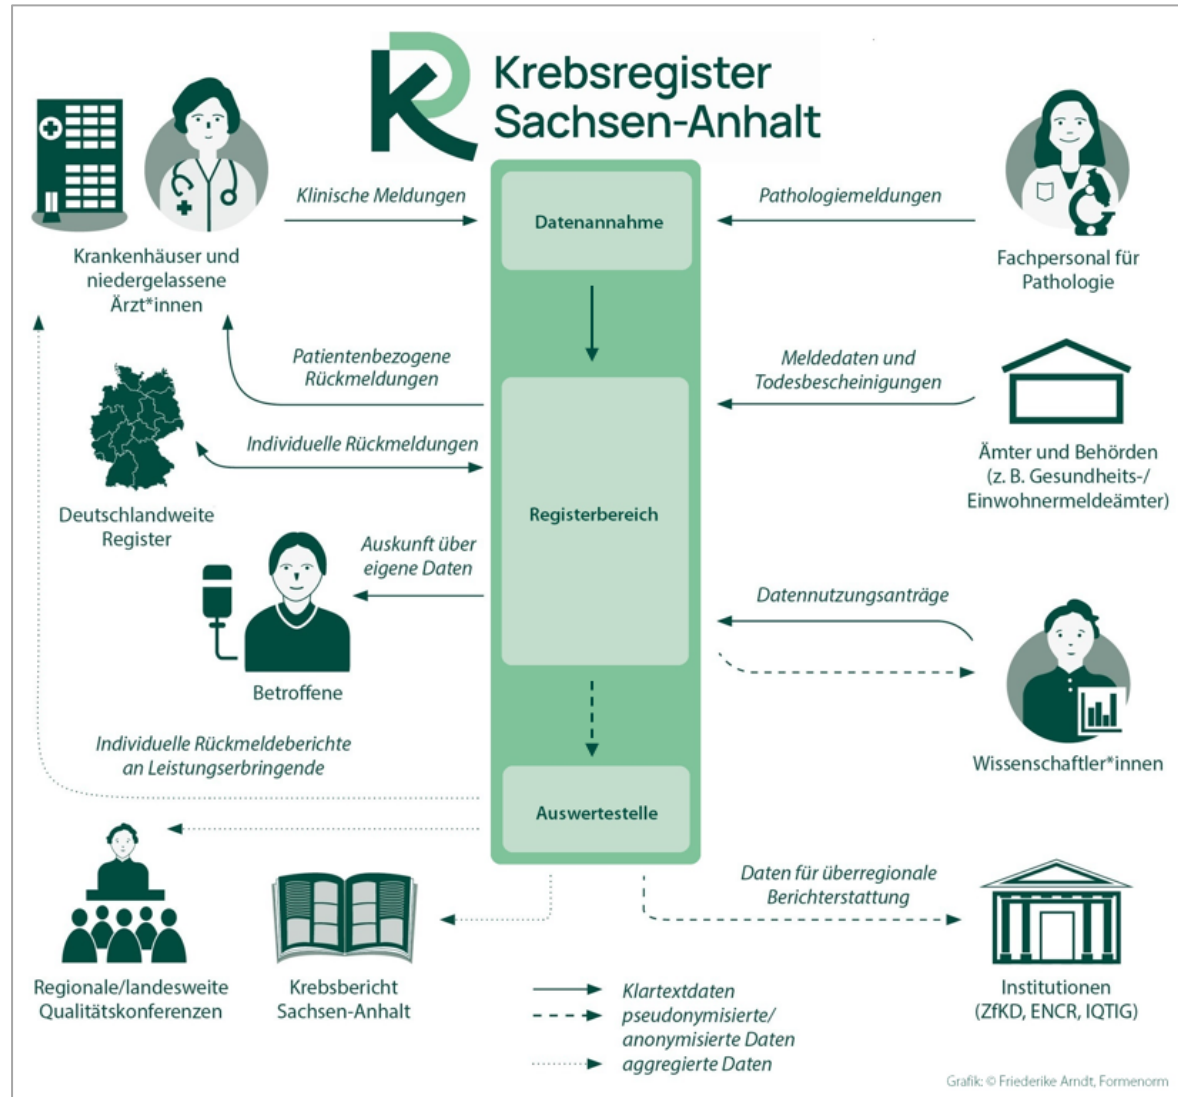 Krebsregister
Sachsen-Anhalt
Klinische Meldungen
Datenannahme
Pathologiemeldungen
Krankenhäuser und
niedergelassene
Ärzt*innen
Fachpersonal für
Pathologie
Patientenbezogene
Rückmeldungen
Meldedaten und
Todesbescheinigungen
Individuelle Rückmeldungen
Ämter und Behörden
(z. B. Gesundheits-/
Einwohnermeldeämter)
Deutschlandweite
Register
Registerbereich
Auskunft über
eigene Daten
Datennutzungsanträge
Betroffene
Individuelle Rückmeldeberichte
an Leistungserbringende
Wissenschaftler*innen
Auswertestelle
Daten für überregionale
Berichterstattung
Regionale/landesweite
Qualitätskonferenzen
Krebsbericht
Sachsen-Anhalt
Institutionen
(ZfKD, ENCR, IQTIG)
Klartextdaten
pseudonymisierte/
anonymisierte Daten
aggregierte Daten
Grafik: © Friederike Arndt, Formenorm